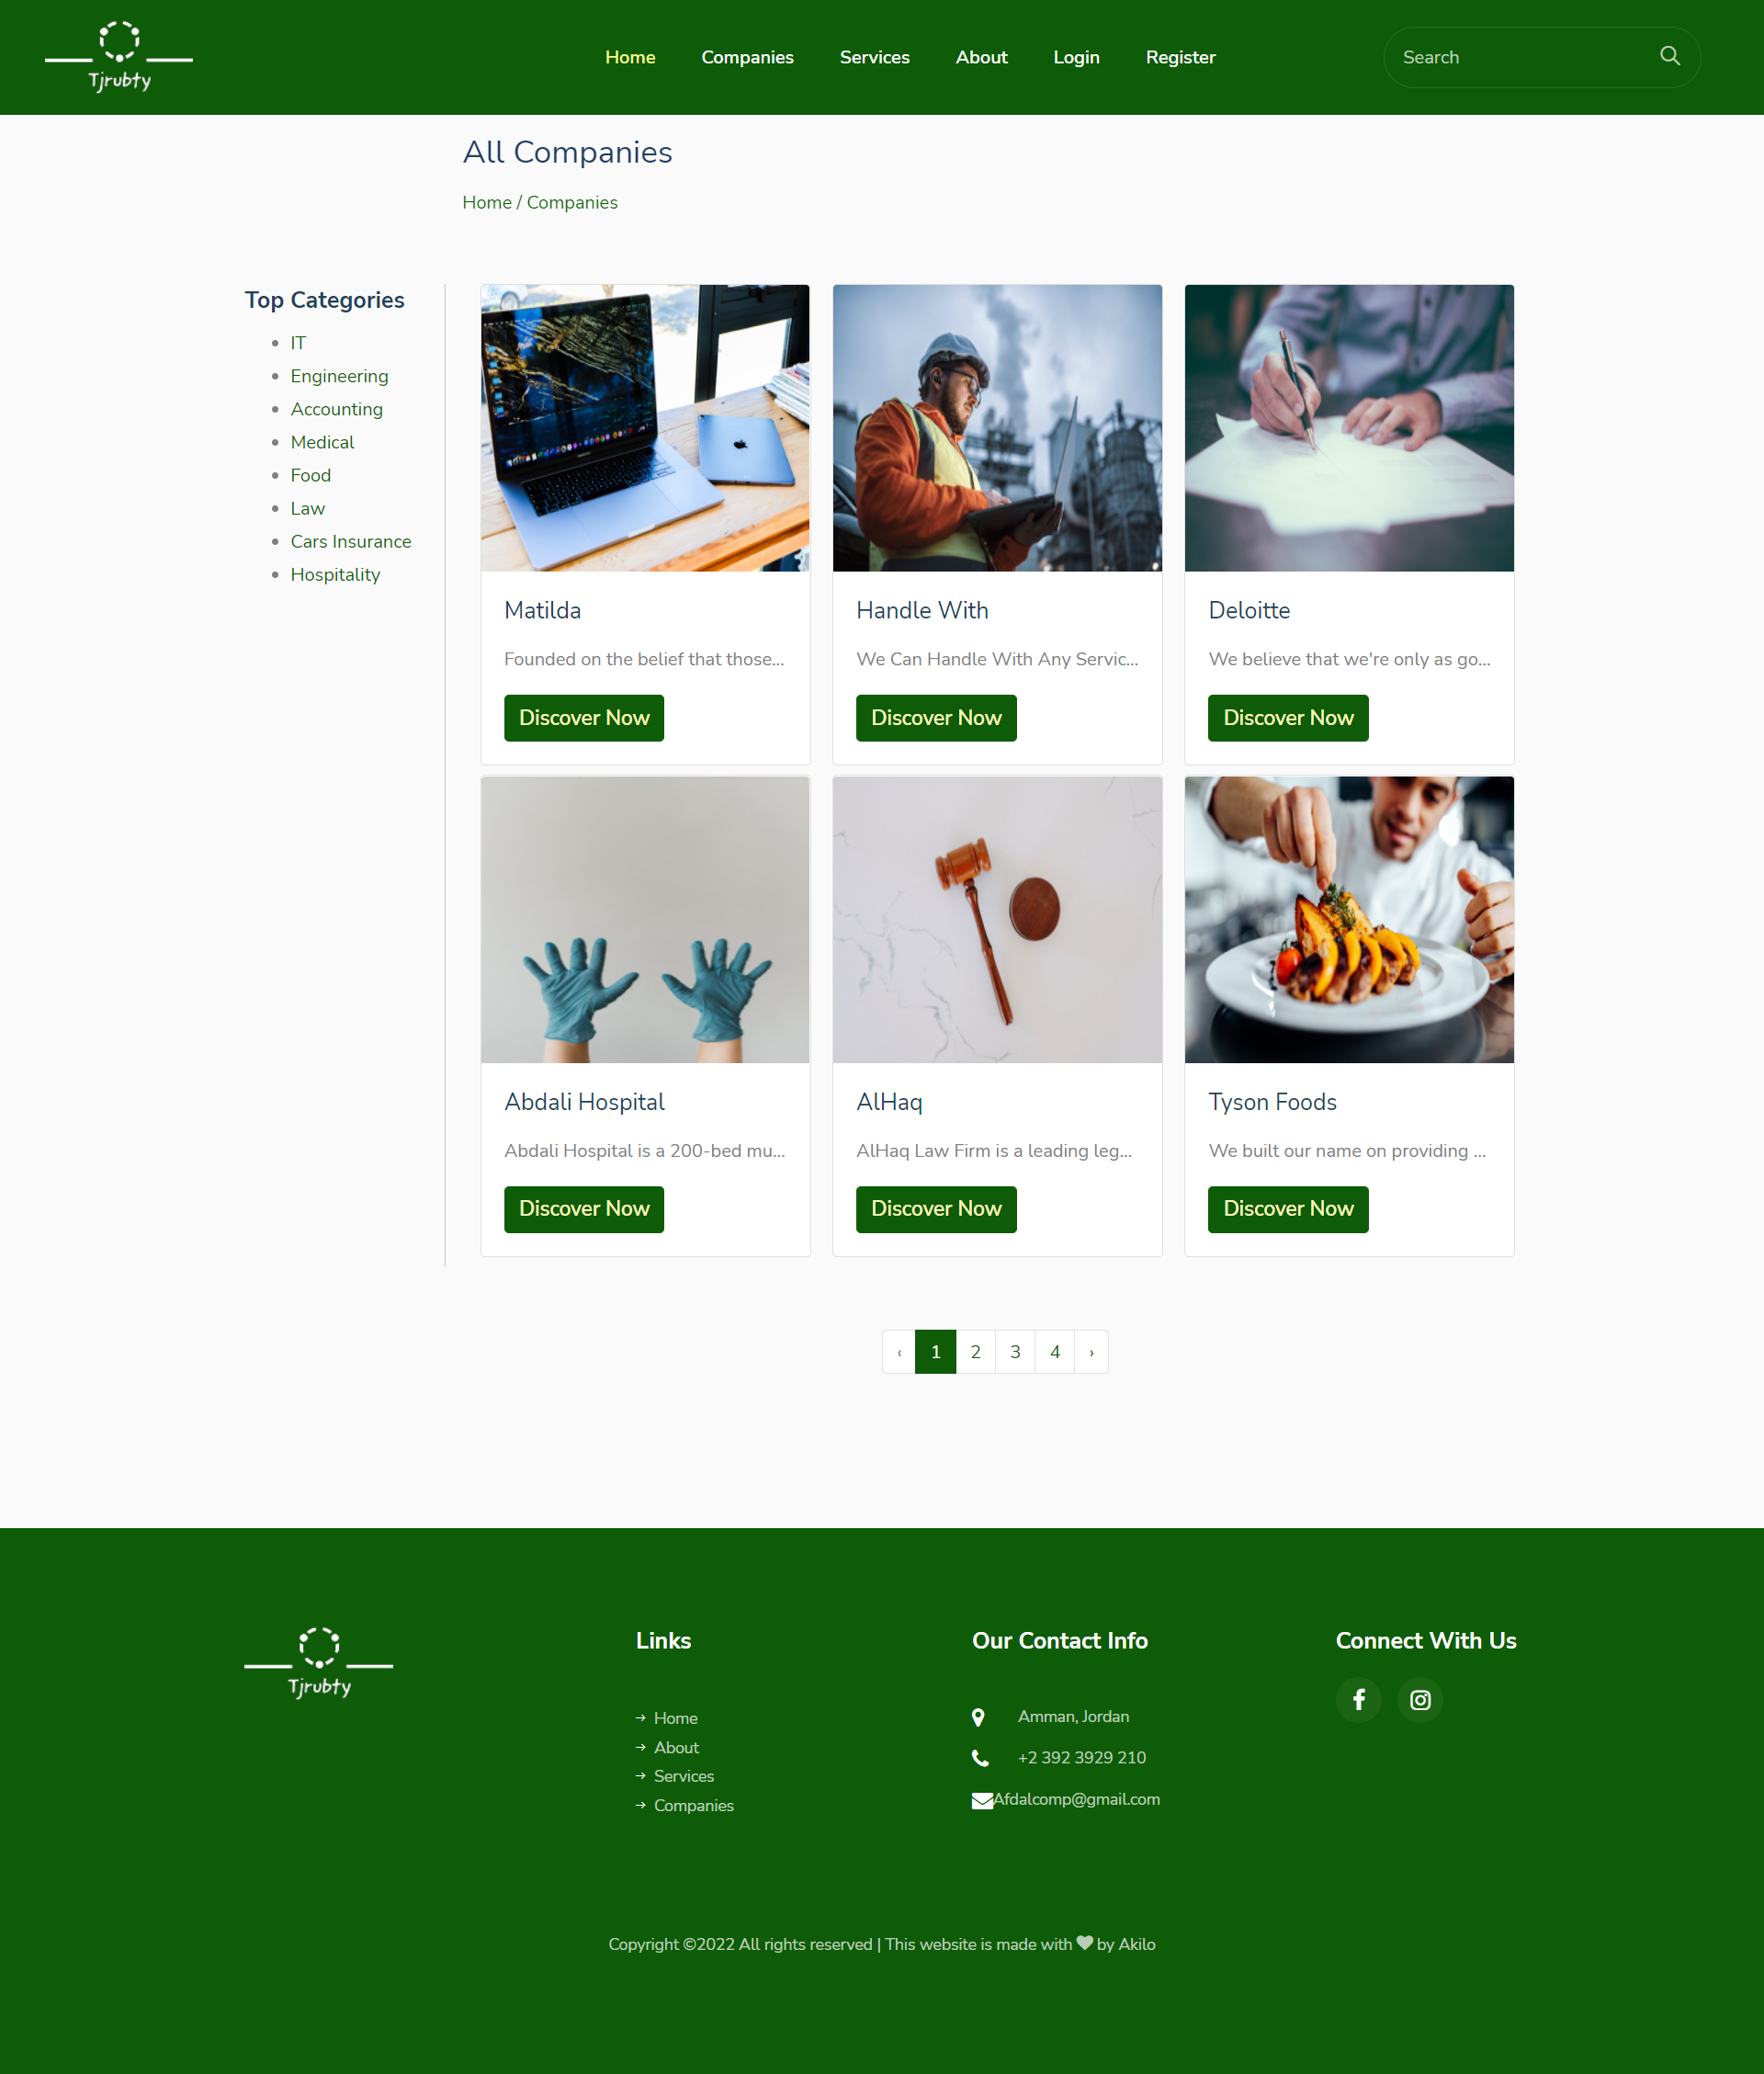 Tjrubty
Home Companies Services About Login Register
Search
All Companies
Home / Companies
Top Categories
IT
Engineering
Accounting
Medical
Food
Law
Cars Insurance
Hospitality
Matilda
Founded on the belief that those...
Discover Now
Handle With
We Can Handle With Any Servic...
Discover Now
Deloitte
We believe that we're only as go...
Discover Now
Abdali Hospital
Abdali Hospital is a 200-bed mu...
Discover Now
AlHaq
AlHaq Law Firm is a leading leg...
Discover Now
Tyson Foods
We built our name on providing ...
Discover Now
‹ 1 2 3 4 ›
Tjrubty
Links
Home
About
Services
Companies
Our Contact Info
Amman, Jordan
+2 392 3929 210
Afdalcomp@gmail.com
Connect With Us
Copyright ©2022 All rights reserved | This website is made with ♥ by Akilo